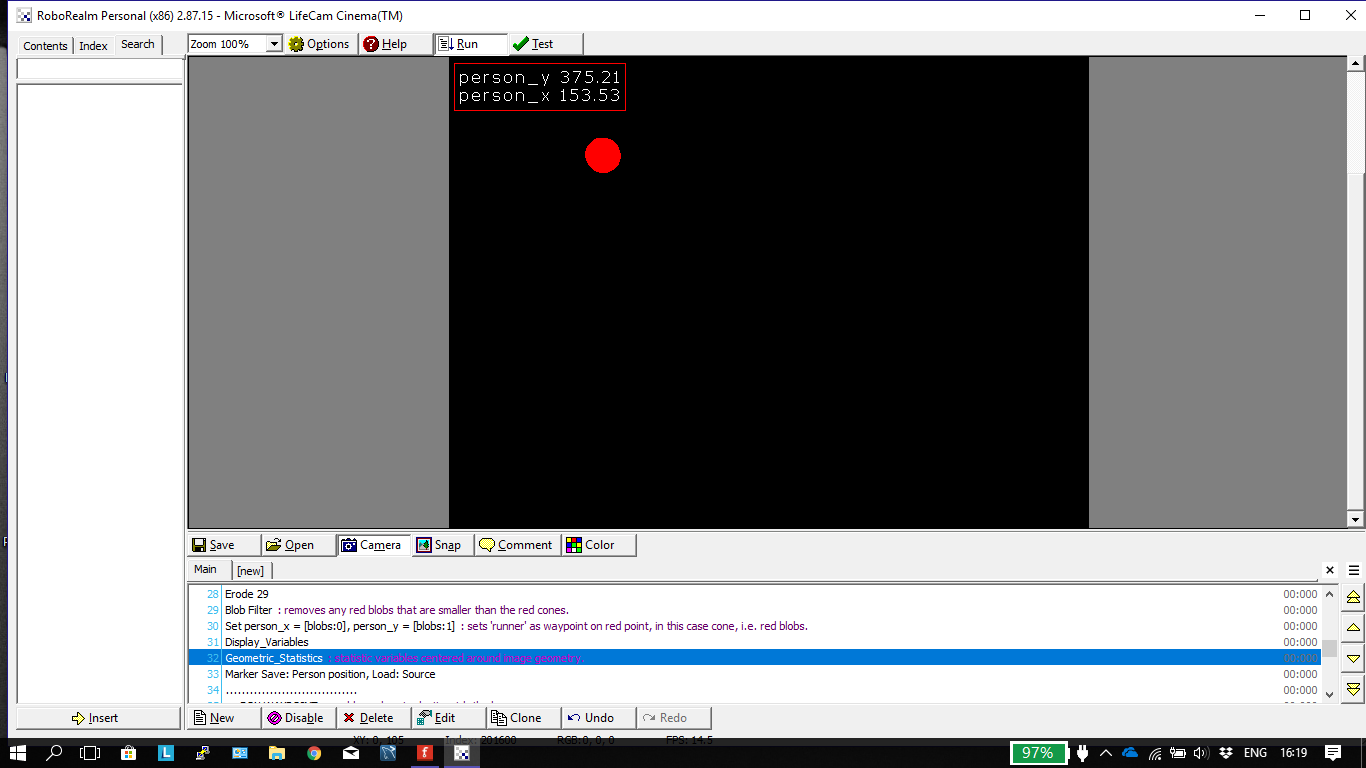 RoboRealm Personal (x86) 2.87.15 - Microsoft® LifeCam Cinema(TM)
Contents Index Search Zoom 100% Options Help Run Test
person_y 375.21
person_x 153.53
Save Open Camera Snap Comment Color
Main [new]
28 Erode 29 00:000
29 Blob Filter : removes any red blobs that are smaller than the red cones. 00:000
30 Set person_x = [blobs:0], person_y = [blobs:1] : sets 'runner' as waypoint on red point, in this case cone, i.e. red blobs. 00:000
31 Display_Variables 00:000
32 Geometric_Statistics : statistic variables centered around image geometry. 00:000
33 Marker Save: Person position, Load: Source 00:000
34 ................................. 00:000
Insert New Disable Delete Edit Clone Undo Redo
XY: 0, 105 Index: 201600 RGB: 0, 0, 0 FPS: 14.5
97% ENG 16:19